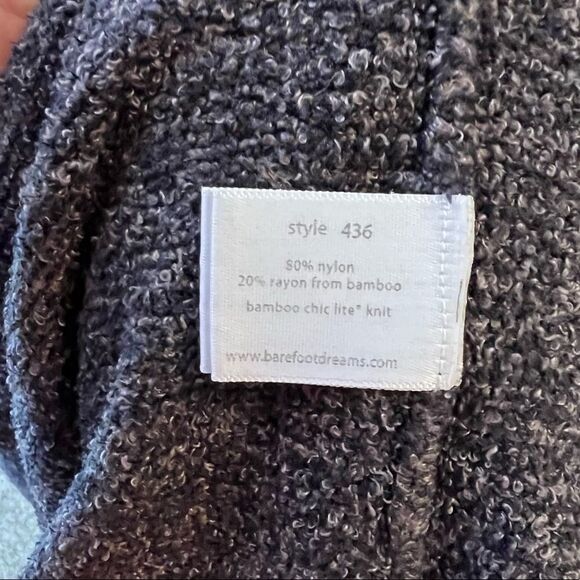 style 436
80% nylon
20% rayon from bamboo
bamboo chic lite® knit
www.barefootdreams.com